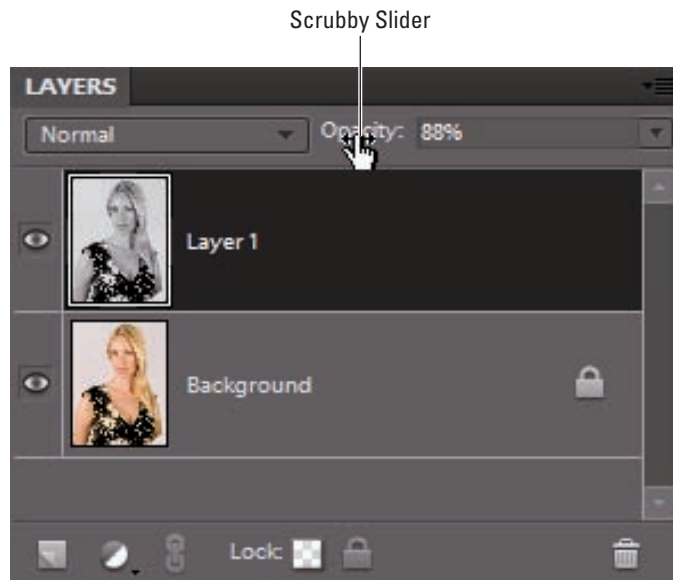 Scrubby Slider
LAYERS
Normal
Opacity: 88%
Layer 1
Background
Lock: